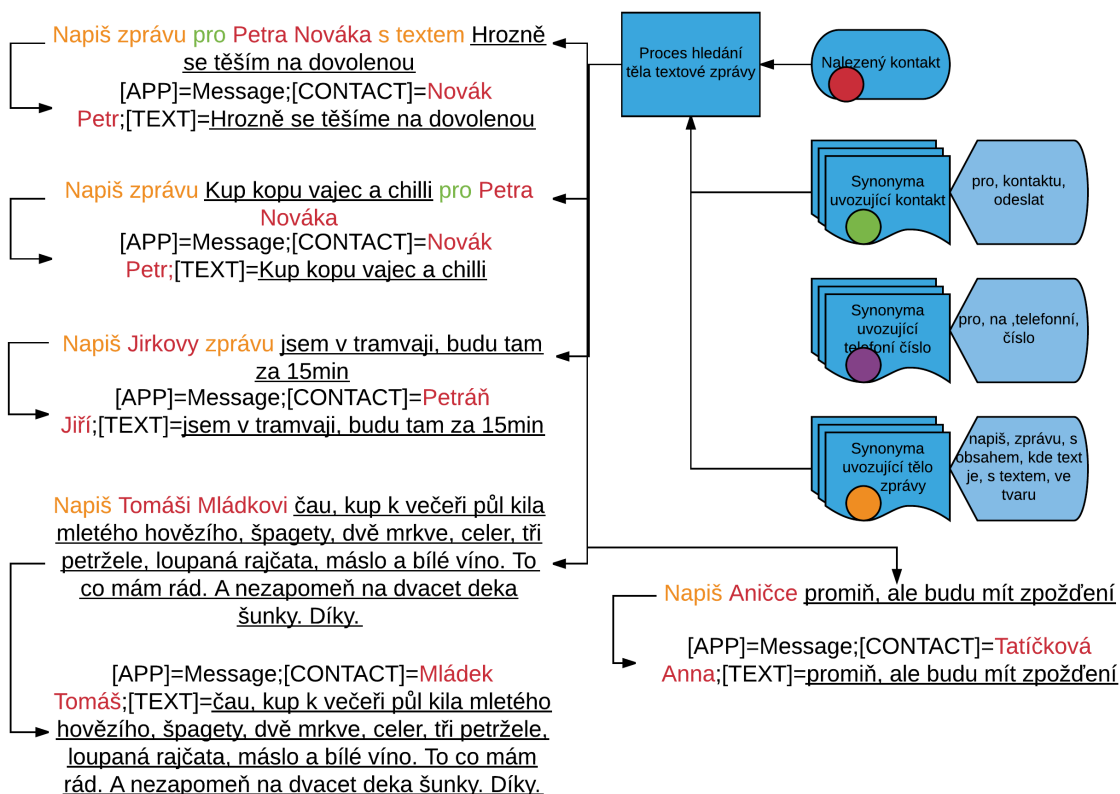 Napiš zprávu pro Petra Nováka s textem Hrozně
se těším na dovolenou
[APP]=Message;[CONTACT]=Novák
Petr;[TEXT]=Hrozně se těšíme na dovolenou
Napiš zprávu Kup kopu vajec a chilli pro Petra
Nováka
[APP]=Message;[CONTACT]=Novák
Petr;[TEXT]=Kup kopu vajec a chilli
Napiš Jirkovy zprávu jsem v tramvaji, budu tam
za 15min
[APP]=Message;[CONTACT]=Petráň
Jiří;[TEXT]=jsem v tramvaji, budu tam za 15min
Napiš Tomáši Mládkovi čau, kup k večeři půl kila
mletého hovězího, špagety, dvě mrkve, celer, tři
petržele, loupaná rajčata, máslo a bílé víno. To
co mám rád. A nezapomeň na dvacet deka
šunky. Díky.
[APP]=Message;[CONTACT]=Mládek
Tomáš;[TEXT]=čau, kup k večeři půl kila mletého
hovězího, špagety, dvě mrkve, celer, tři petržele,
loupaná rajčata, máslo a bílé víno. To co mám
rád. A nezapomeň na dvacet deka šunky. Díky.
Proces hledání
těla textové zprávy
Nalezený kontakt
Synonyma
uvozující kontakt
pro, kontaktu,
odeslat
Synonyma
uvozující
telefoní číslo
pro, na ,telefonní,
číslo
Synonyma
uvozující tělo
zprávy
napiš, zprávu, s
obsahem, kde text
je, s textem, ve
tvaru
Napiš Aničce promiň, ale budu mít zpoždení
[APP]=Message;[CONTACT]=Tatíčková
Anna;[TEXT]=promiň, ale budu mít zpoždení